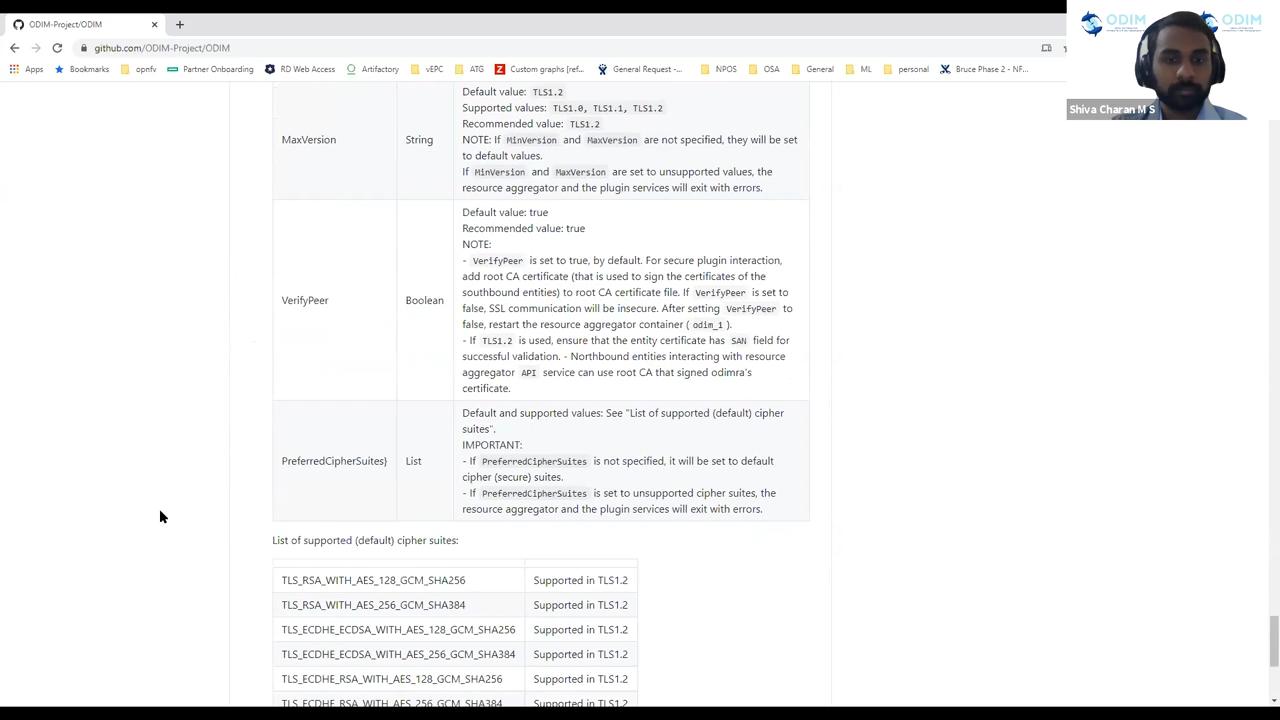 ODIM-Project/ODIM
github.com/ODIM-Project/ODIM
Apps
Bookmarks
opnfv
Partner Onboarding
RD Web Access
Artifactory
vEPC
ATG
Custom graphs [ref...
General Request -...
NPOS
OSA
General
ML
personal
Bruce Phase 2 - NF...
ODIM
ODIM
Shiva Charan M S
Default value: TLS1.2
Supported values: TLS1.0, TLS1.1, TLS1.2
Recommended value: TLS1.2
MaxVersion
String
NOTE: If MinVersion and MaxVersion are not specified, they will be set
to default values.
If MinVersion and MaxVersion are set to unsupported values, the
resource aggregator and the plugin services will exit with errors.
VerifyPeer
Boolean
Default value: true
Recommended value: true
NOTE:
- VerifyPeer is set to true, by default. For secure plugin interaction,
add root CA certificate (that is used to sign the certificates of the
southbound entities) to root CA certificate file. If VerifyPeer is set to
false, SSL communication will be insecure. After setting VerifyPeer to
false, restart the resource aggregator container ( odim_1 ).
- If TLS1.2 is used, ensure that the entity certificate has SAN field for
successful validation. - Northbound entities interacting with resource
aggregator API service can use root CA that signed odimra's
certificate.
PreferredCipherSuites}
List
Default and supported values: See "List of supported (default) cipher
suites".
IMPORTANT:
- If PreferredCipherSuites is not specified, it will be set to default
cipher (secure) suites.
- If PreferredCipherSuites is set to unsupported cipher suites, the
resource aggregator and the plugin services will exit with errors.
List of supported (default) cipher suites:
TLS_RSA_WITH_AES_128_GCM_SHA256 Supported in TLS1.2
TLS_RSA_WITH_AES_256_GCM_SHA384 Supported in TLS1.2
TLS_ECDHE_ECDSA_WITH_AES_128_GCM_SHA256 Supported in TLS1.2
TLS_ECDHE_ECDSA_WITH_AES_256_GCM_SHA384 Supported in TLS1.2
TLS_ECDHE_RSA_WITH_AES_128_GCM_SHA256 Supported in TLS1.2
TLS_ECDHE_RSA_WITH_AES_256_GCM_SHA384 Supported in TLS1.2